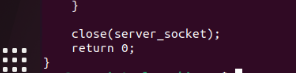 }
close(server_socket);
return 0;
}